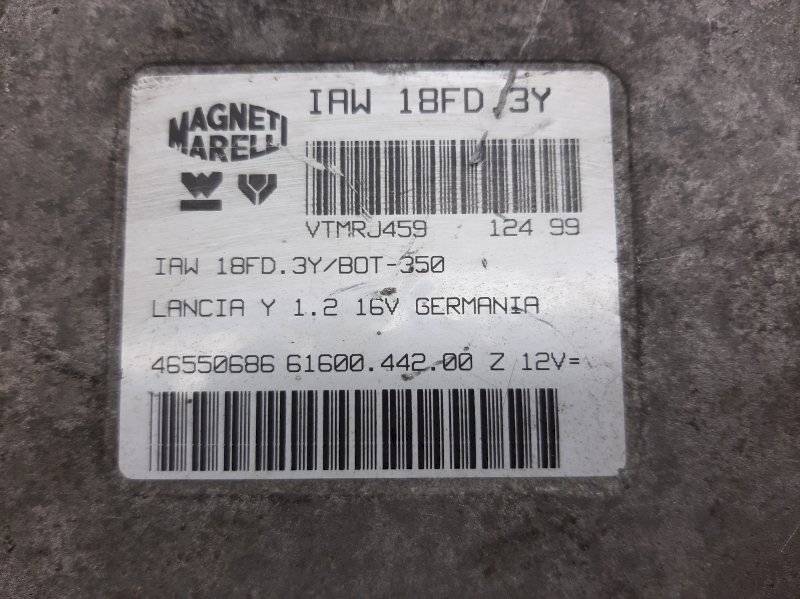 MAGNETI
MARELLI
IAW 18FD.3Y
VTMRJ459 124 99
IAW 18FD.3Y/BOT-350
LANCIA Y 1.2 16V GERMANIA
46550686 61600.442.00 Z 12V=